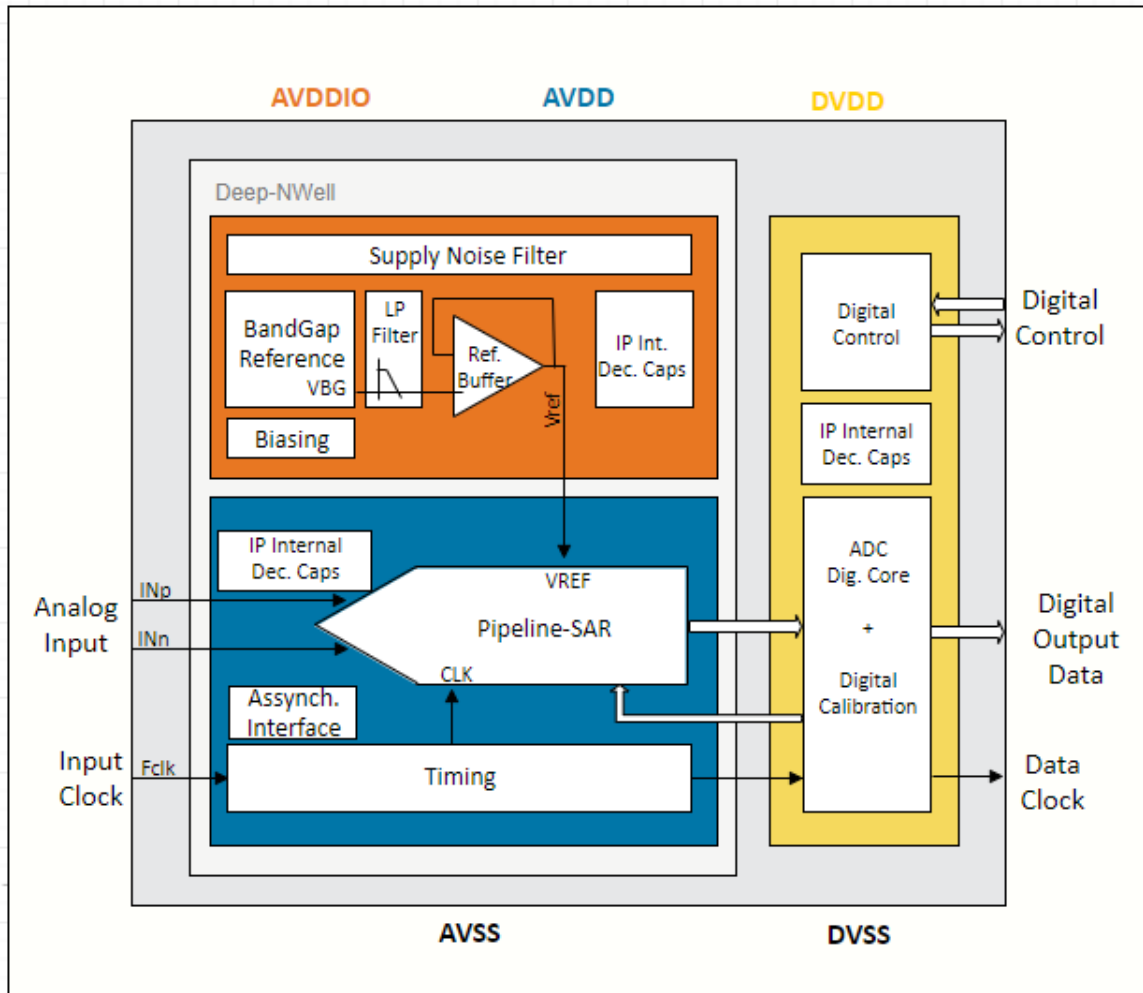 AVDDIO
AVDD
DVDD
Deep-NWell
Supply Noise Filter
BandGap
Reference
VBG
LP
Filter
Ref.
Buffer
IP Int.
Dec. Caps
Biasing
Vref
Digital
Control
Digital
Control
IP Internal
Dec. Caps
IP Internal
Dec. Caps
VREF
Pipeline-SAR
CLK
ADC
Dig. Core
+
Digital
Calibration
Analog
Input
INp
INn
Digital
Output
Data
Assynch.
Interface
Input
Clock
Fclk
Timing
Data
Clock
AVSS
DVSS